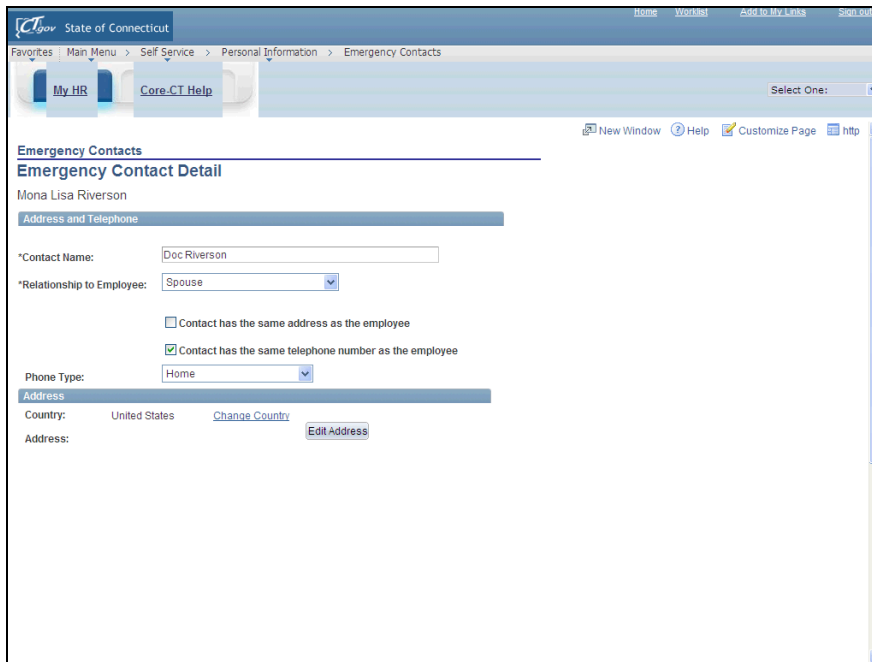 Home Worklist Add to My Links Sign out
CT.gov State of Connecticut
Favorites Main Menu > Self Service > Personal Information > Emergency Contacts
My HR Core-CT Help
Select One:
New Window Help Customize Page http
Emergency Contacts
Emergency Contact Detail
Mona Lisa Riverson
Address and Telephone
*Contact Name: Doc Riverson
*Relationship to Employee: Spouse
Contact has the same address as the employee
Contact has the same telephone number as the employee
Phone Type: Home
Address
Country: United States Change Country
Edit Address
Address: